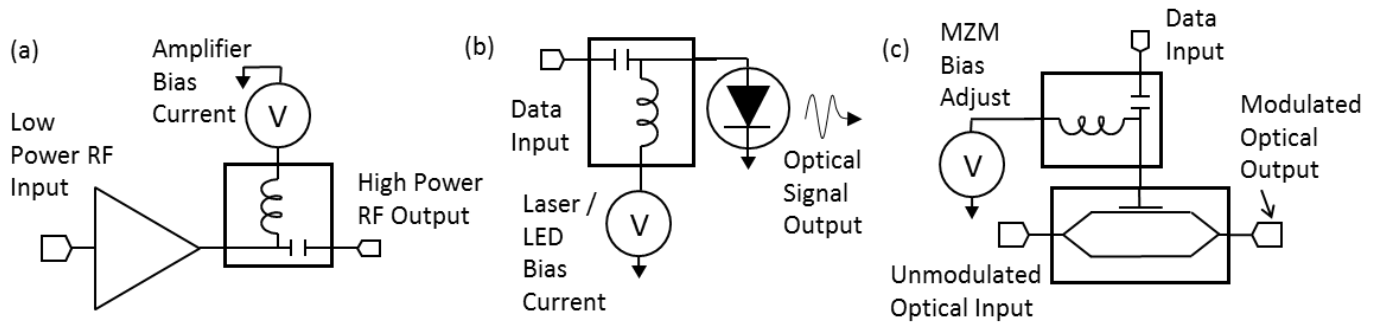 (a)
Amplifier
Bias
Current
V
Low
Power RF
Input
High Power
RF Output
(b)
Data
Input
V
Laser /
LED
Bias
Current
Optical
Signal
Output
(c)
MZM
Bias
Adjust
Data
Input
V
Modulated
Optical
Output
Unmodulated
Optical Input